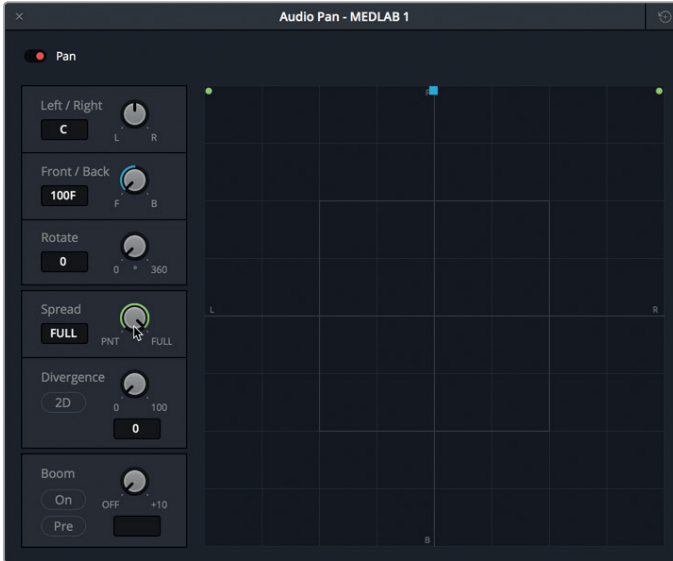 × Audio Pan - MEDLAB 1
Pan
Left / Right
C
L R
Front / Back
100F
F B
Rotate
0
0 ° 360
Spread
FULL
PNT FULL
Divergence
2D
0 100
0
Boom
On
OFF +10
Pre
F
L R
B